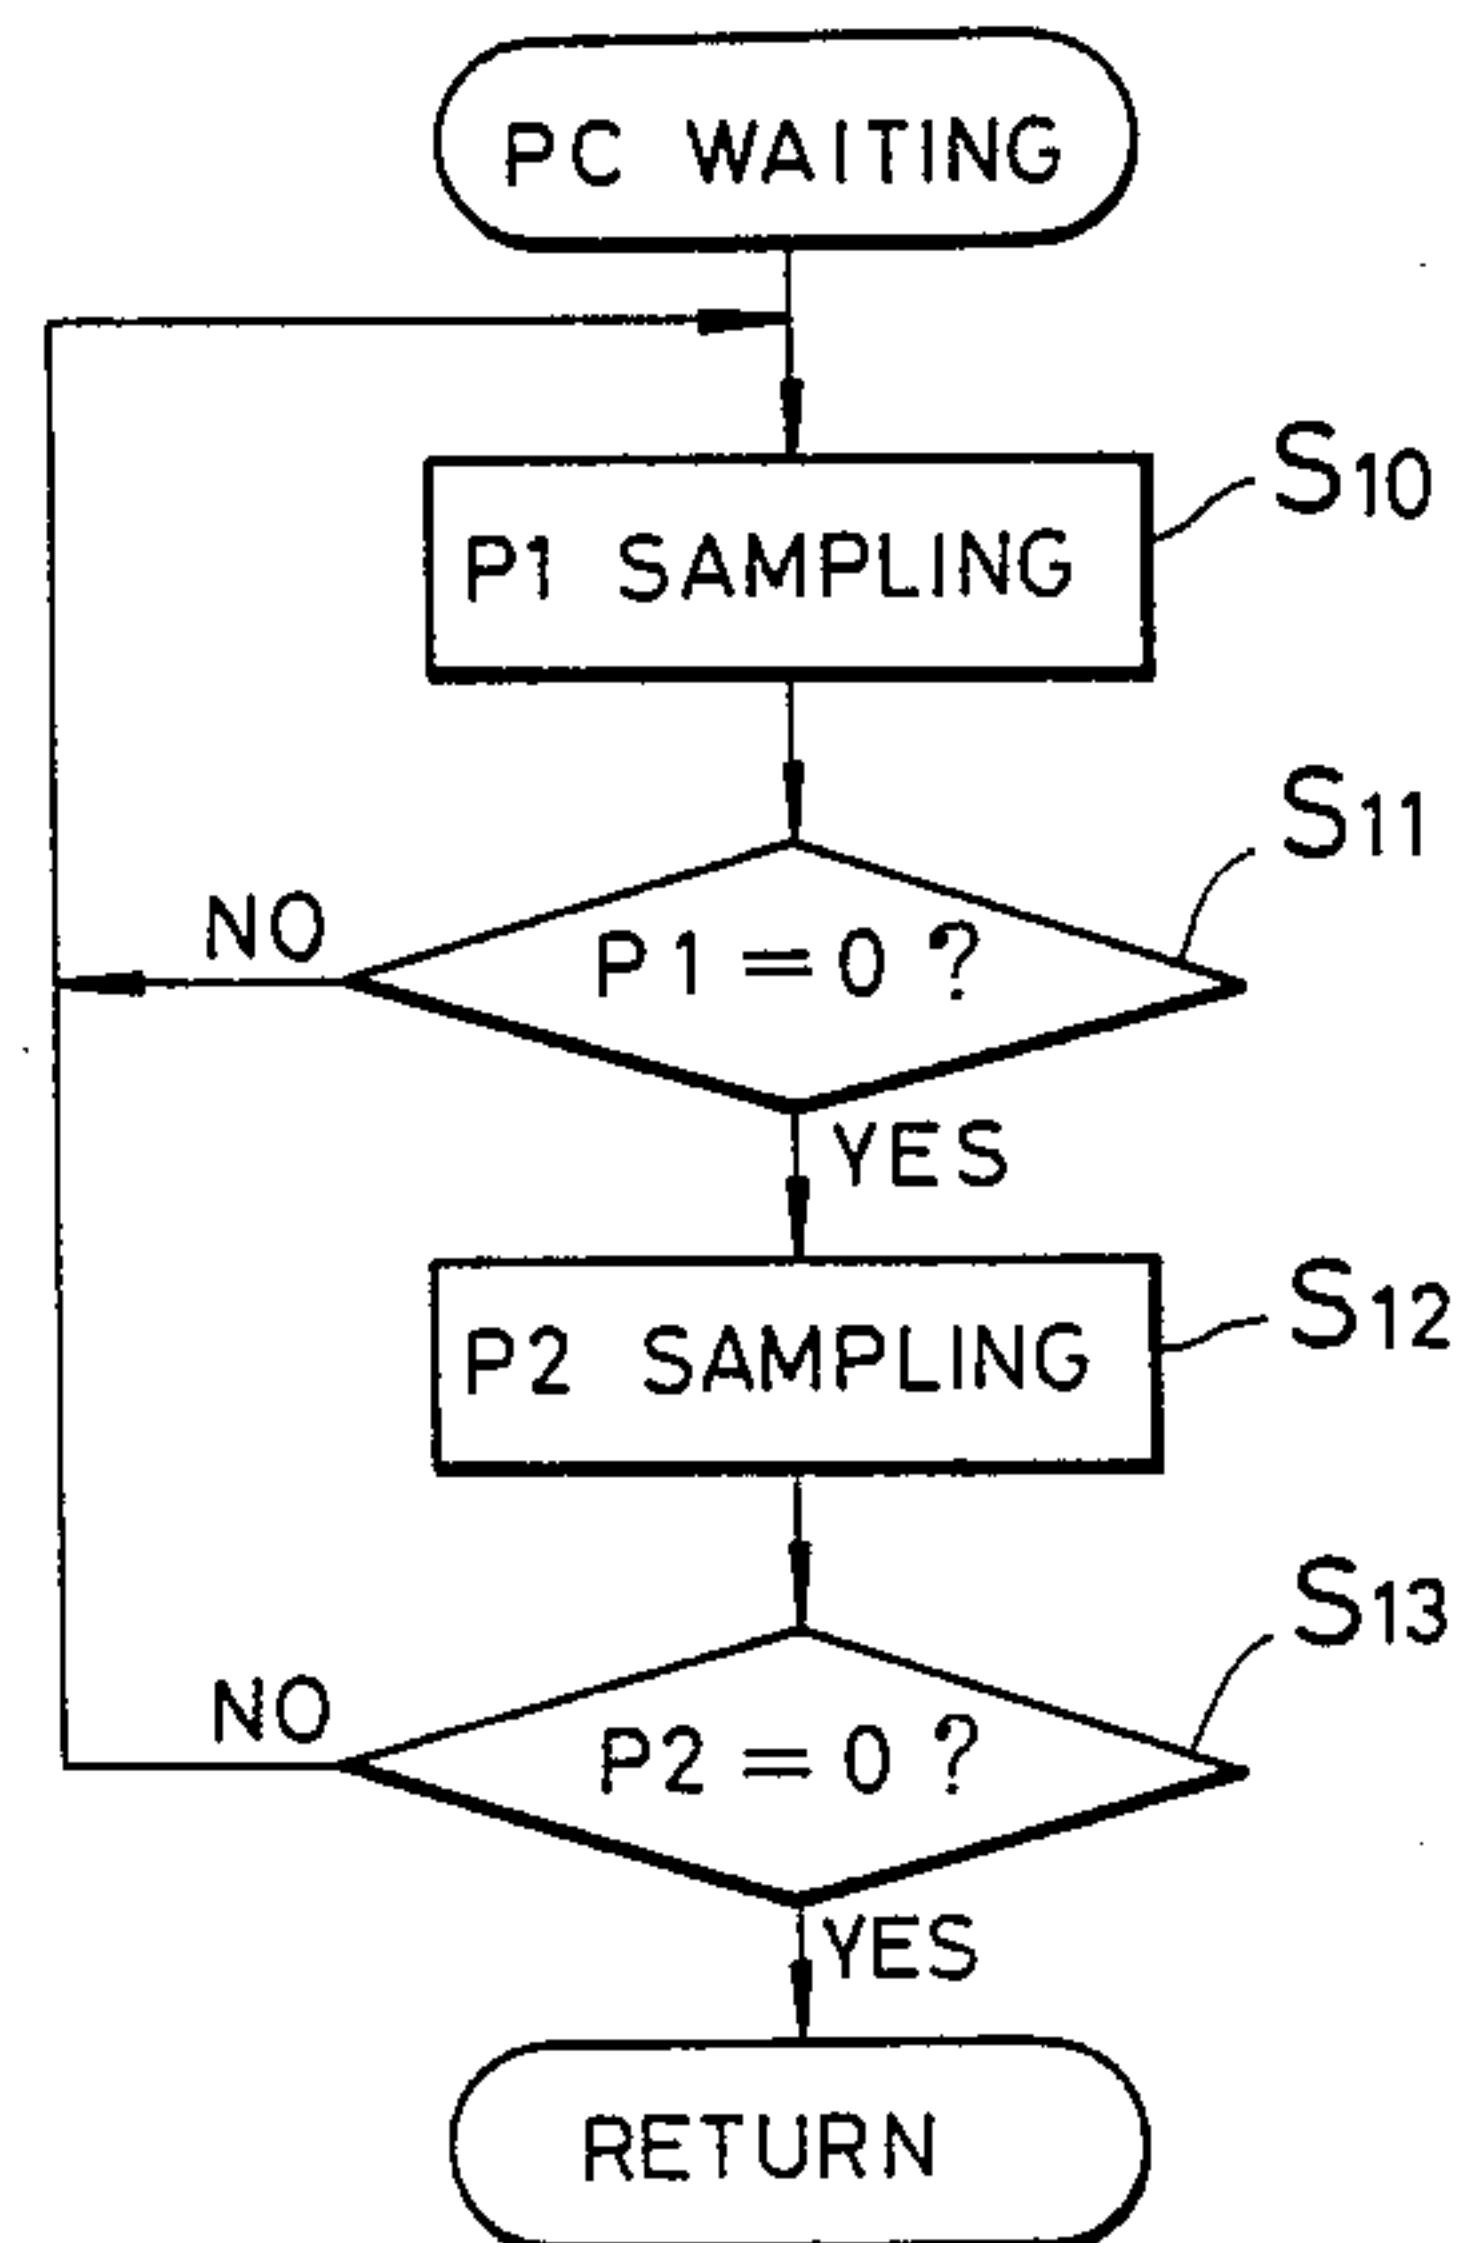 PC WAITING
S10
P1 SAMPLING
S11
NO
P1=0?
YES
S12
P2 SAMPLING
S13
NO
P2=0?
YES
RETURN